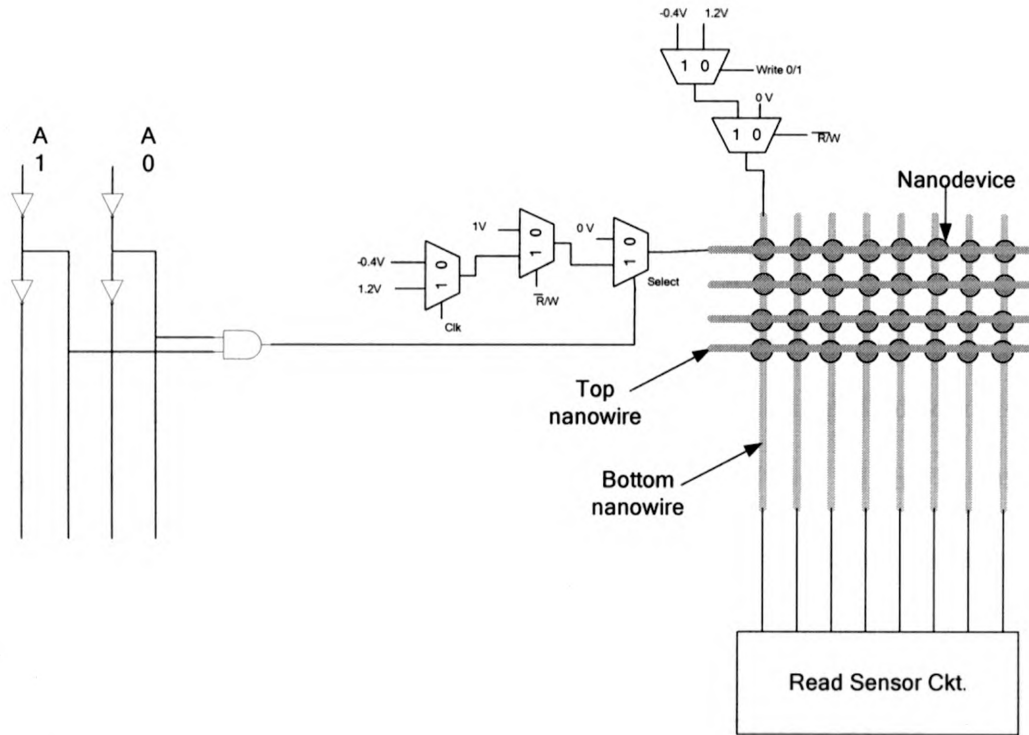 -0.4V 1.2V
1 0
Write 0/1
0 V
1 0
R/W
A
1
A
0
Nanodevice
1V
0 V
-0.4V
1.2V
1 0
1 0
1 0
Clk
R/W
Select
Top
nanowire
Bottom
nanowire
Read Sensor Ckt.